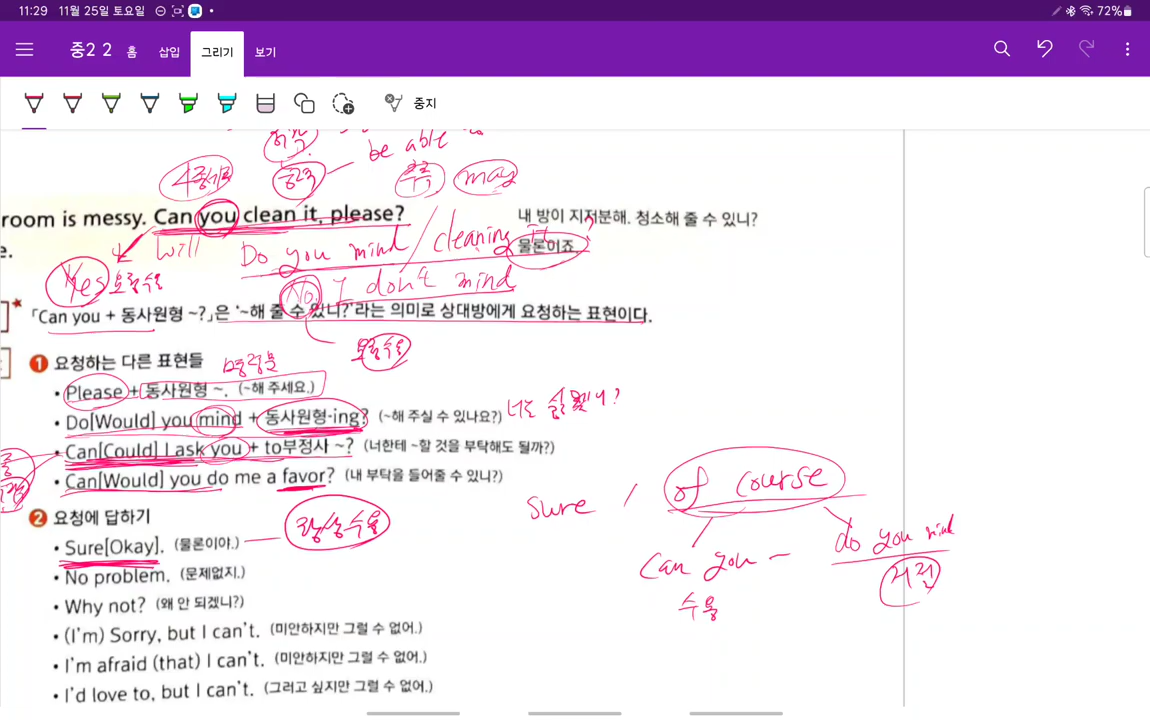 11:29 11월 25일 토요일 72%
중2 2 홈 삽입 그리기 보기
중지
be able
추측 may
room is messy. Can you clean it, please? 내 방이 지저분해. 청소해 줄 수 있니?
e. will Do you mind / cleaning it 물론이죠.
Yes 요청수용 No, I don't mind
「Can you + 동사원형 ~?」은 '~해 줄 수 있니?'라는 의미로 상대방에게 요청하는 표현이다.
1 요청하는 다른 표현들 명령문
• Please + 동사원형 ~. (~해 주세요.)
• Do[Would] you mind + 동사원형-ing? (~해 주실 수 있나요?) 너는 싫겠니?
• Can[Could] I ask you + to부정사 ~? (너한테 ~할 것을 부탁해도 될까?)
• Can[Would] you do me a favor? (내 부탁을 들어줄 수 있니?)
Sure / of course
2 요청에 답하기 항상수용
• Sure[Okay]. (물론이야.)
can you – do you mind
• No problem. (문제없지.) 거절
• Why not? (왜 안 되겠니?) 수용
• (I'm) Sorry, but I can't. (미안하지만 그럴 수 없어.)
• I'm afraid (that) I can't. (미안하지만 그럴 수 없어.)
• I'd love to, but I can't. (그러고 싶지만 그럴 수 없어.)